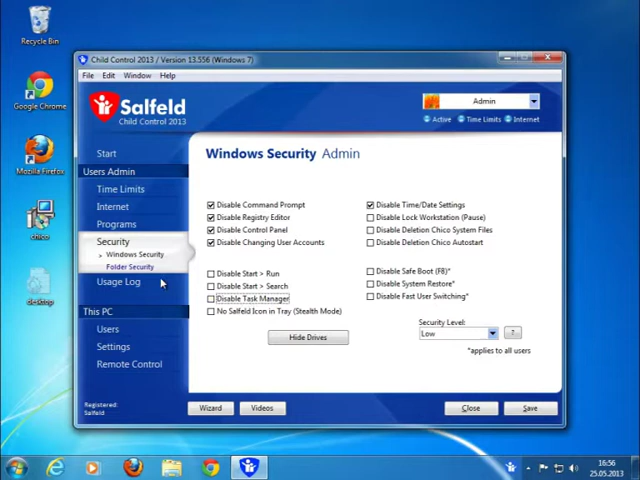 Recycle Bin
Google Chrome
Mozilla Firefox
chico
desktop
Child Control 2013 / Version 13.556 (Windows 7)
File Edit Window Help
Salfeld
Child Control 2013
Admin
Active Time Limits Internet
Start
Users Admin
Time Limits
Internet
Programs
Security
Windows Security
Folder Security
Usage Log
This PC
Users
Settings
Remote Control
Registered:
Salfeld
Windows Security Admin
Disable Command Prompt
Disable Registry Editor
Disable Control Panel
Disable Changing User Accounts
Disable Time/Date Settings
Disable Lock Workstation (Pause)
Disable Deletion Chico System Files
Disable Deletion Chico Autostart
Disable Start > Run
Disable Start > Search
Disable Task Manager
No Salfeld Icon in Tray (Stealth Mode)
Disable Safe Boot (F8)*
Disable System Restore*
Disable Fast User Switching*
Hide Drives
Security Level:
Low ?
*applies to all users
Wizard Videos Close Save
16:56
25.05.2013